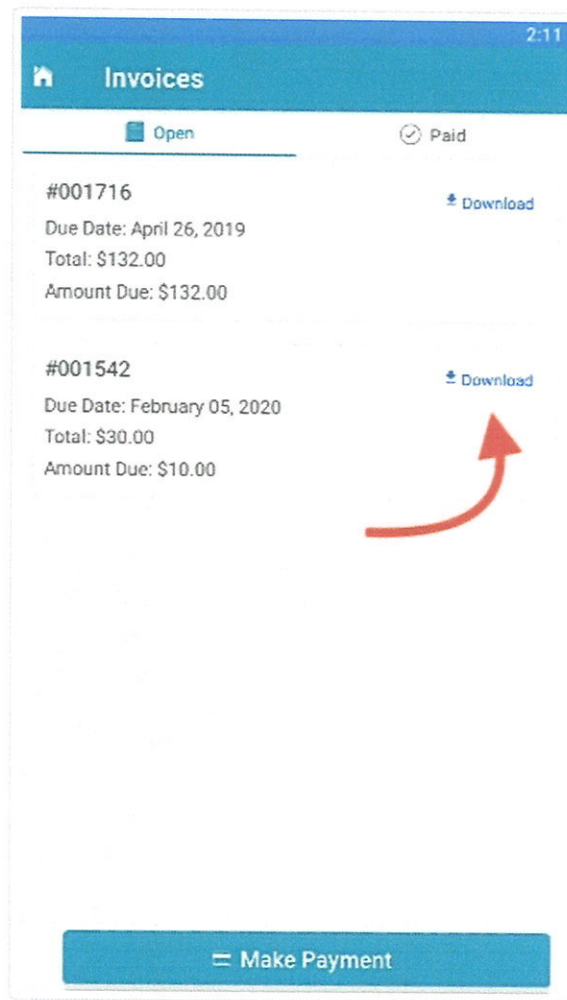 2:11
Invoices
Open
Paid
#001716
Download
Due Date: April 26, 2019
Total: $132.00
Amount Due: $132.00
#001542
Download
Due Date: February 05, 2020
Total: $30.00
Amount Due: $10.00
Make Payment